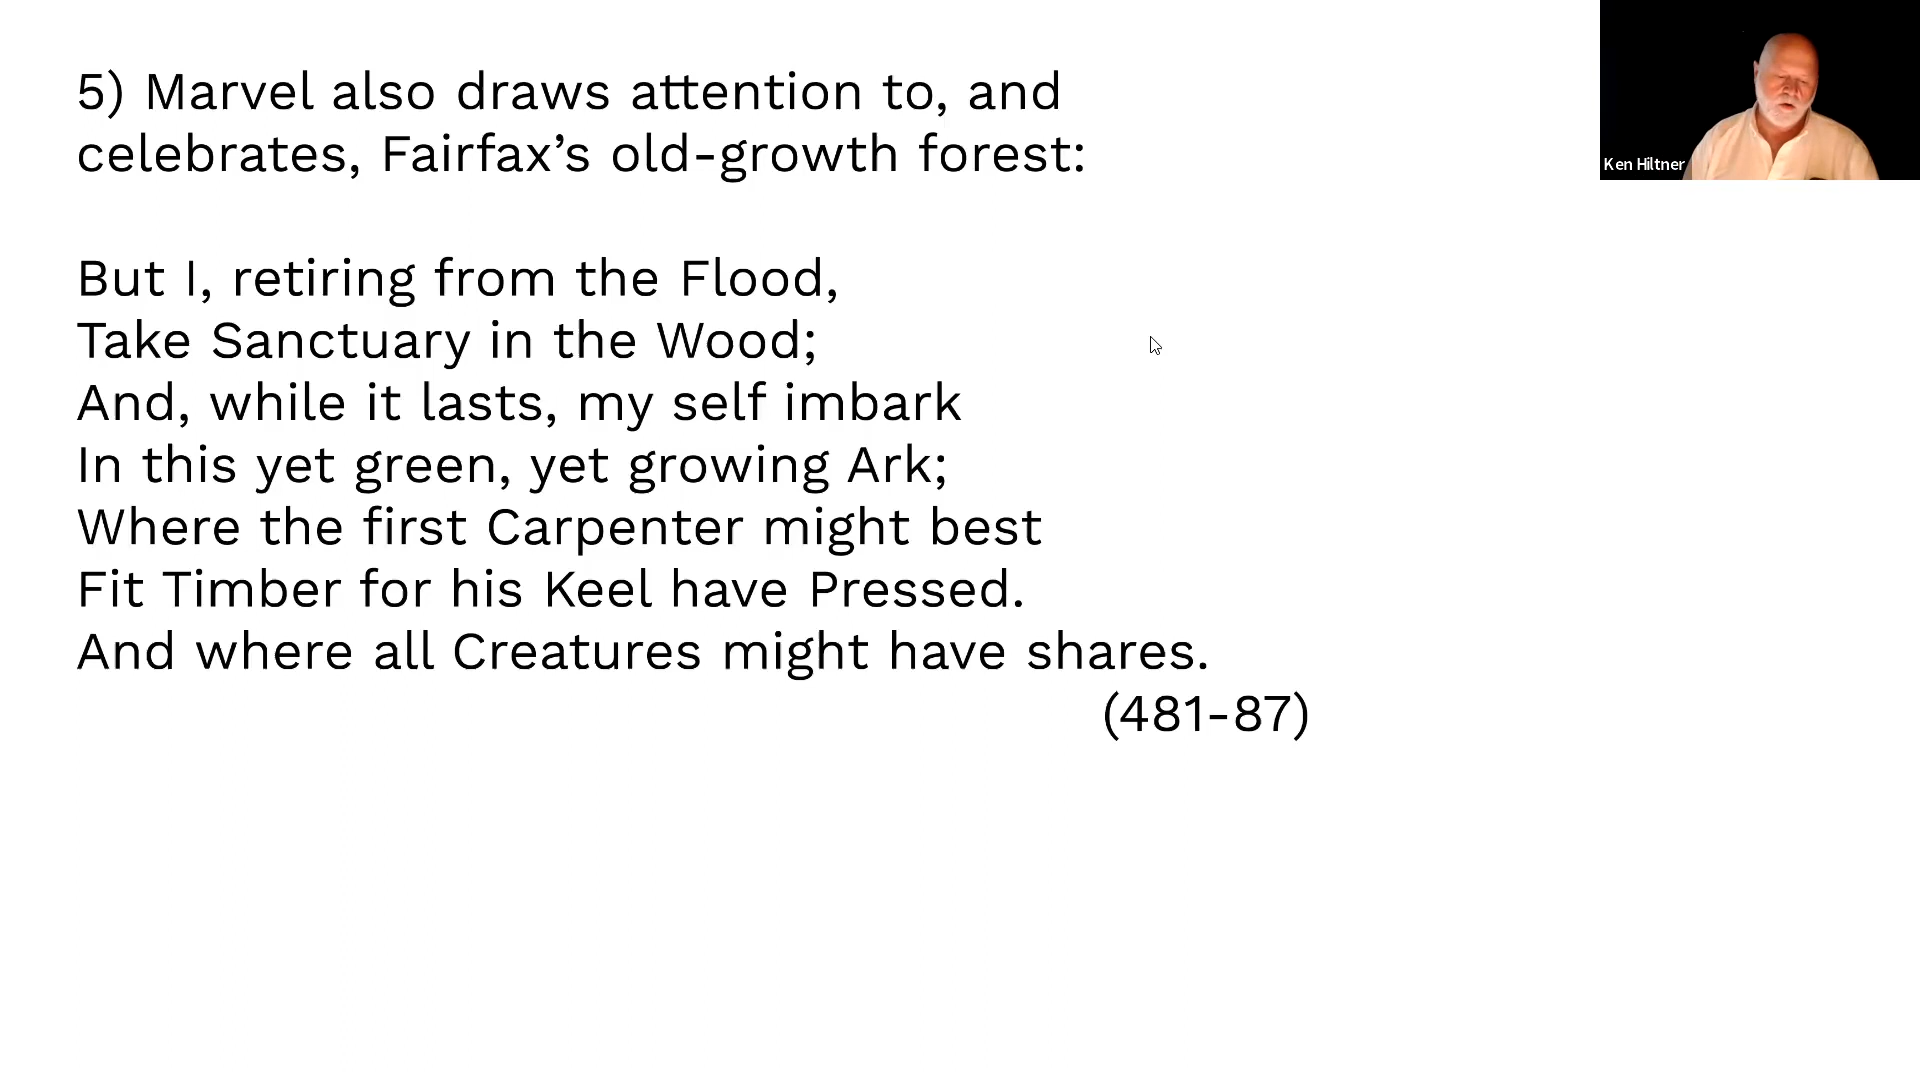 5) Marvel also draws attention to, and
celebrates, Fairfax’s old-growth forest:
But I, retiring from the Flood,
Take Sanctuary in the Wood;
And, while it lasts, my self imbark
In this yet green, yet growing Ark;
Where the first Carpenter might best
Fit Timber for his Keel have Pressed.
And where all Creatures might have shares.
(481-87)
Ken Hiltner